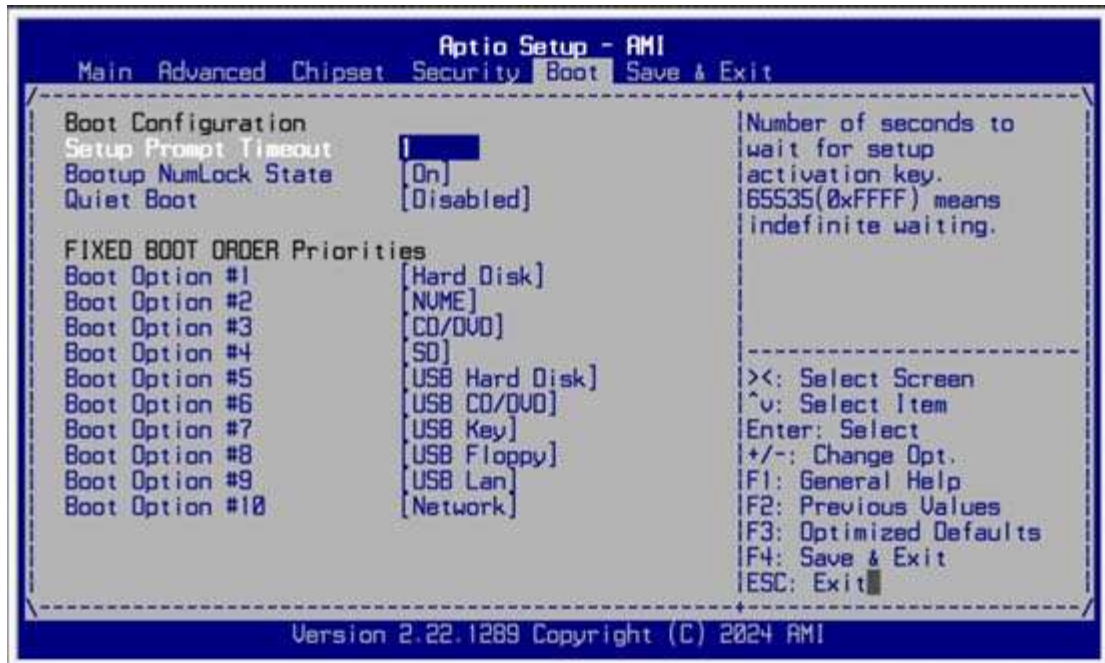 Aptio Setup - AMI
Main Advanced Chipset Security Boot Save & Exit
Boot Configuration
Setup Prompt Timeout 1
Bootup NumLock State [On]
Quiet Boot [Disabled]
FIXED BOOT ORDER Priorities
Boot Option #1 [Hard Disk]
Boot Option #2 [NVME]
Boot Option #3 [CD/DVD]
Boot Option #4 [SD]
Boot Option #5 [USB Hard Disk]
Boot Option #6 [USB CD/DVD]
Boot Option #7 [USB Key]
Boot Option #8 [USB Floppy]
Boot Option #9 [USB Lan]
Boot Option #10 [Network]
Number of seconds to
wait for setup
activation key.
65535(0xFFFF) means
indefinite waiting.
><: Select Screen
^v: Select Item
Enter: Select
+/-: Change Opt.
F1: General Help
F2: Previous Values
F3: Optimized Defaults
F4: Save & Exit
ESC: Exit
Version 2.22.1289 Copyright (C) 2024 AMI